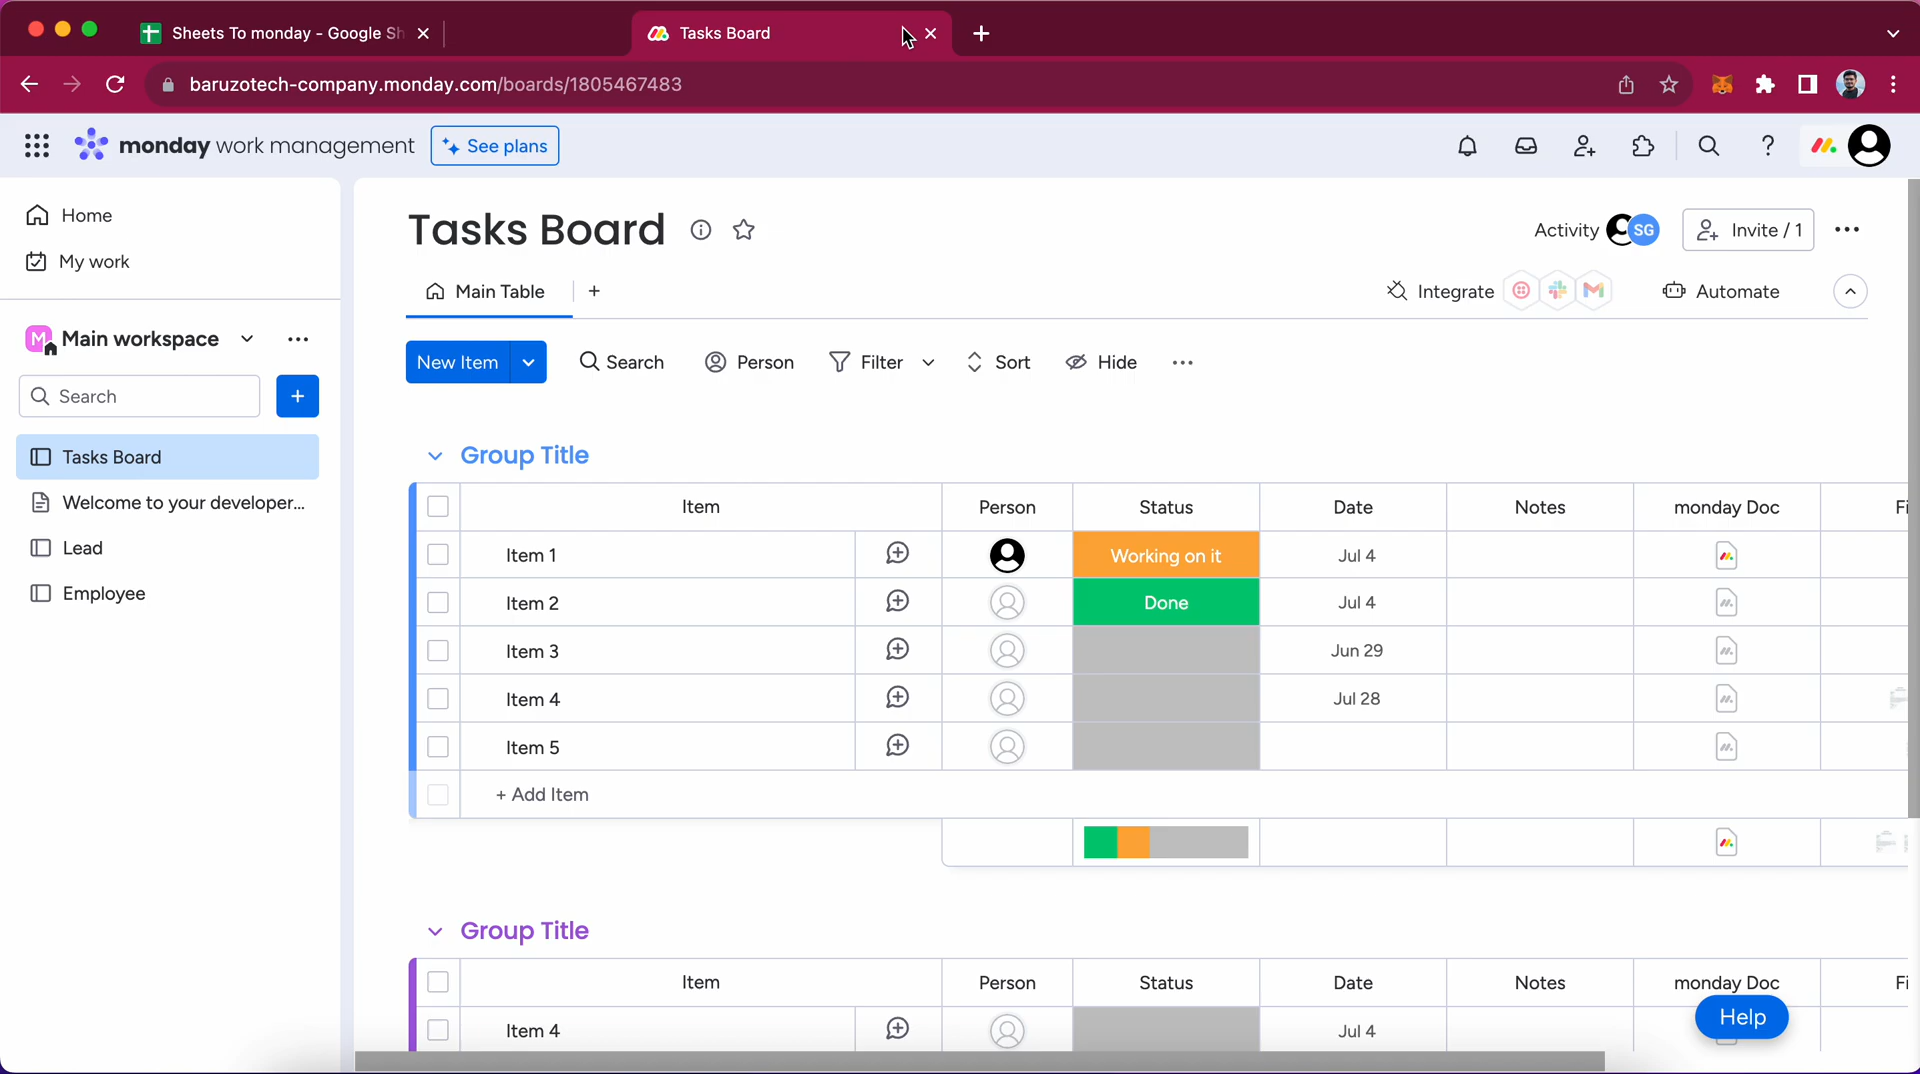 Sheets To monday - Google Sh
Tasks Board
baruzotech-company.monday.com/boards/1805467483
monday work management
See plans
Home
My work
M Main workspace
Search
Tasks Board
Welcome to your developer...
Lead
Employee
Tasks Board
Activity
SG
Invite / 1
Main Table
Integrate
Automate
New Item
Search
Person
Filter
Sort
Hide
Group Title
Item Person Status Date Notes monday Doc Fi
Item 1 Working on it Jul 4
Item 2 Done Jul 4
Item 3 Jun 29
Item 4 Jul 28
Item 5
+ Add Item
Group Title
Item Person Status Date Notes monday Doc Fi
Item 4 Jul 4
Help